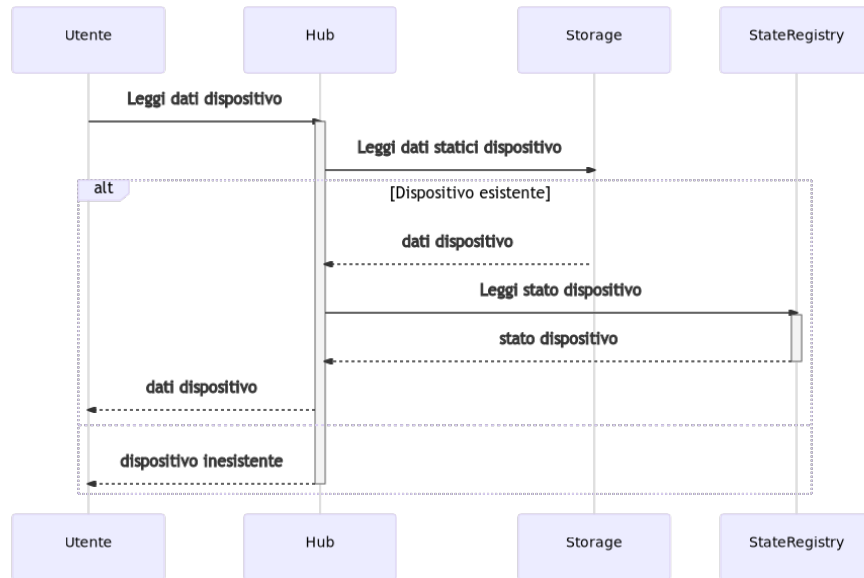 Utente
Hub
Storage
StateRegistry
Leggi dati dispositivo
Leggi dati statici dispositivo
alt
[Dispositivo esistente]
dati dispositivo
Leggi stato dispositivo
stato dispositivo
dati dispositivo
dispositivo inesistente
Utente
Hub
Storage
StateRegistry